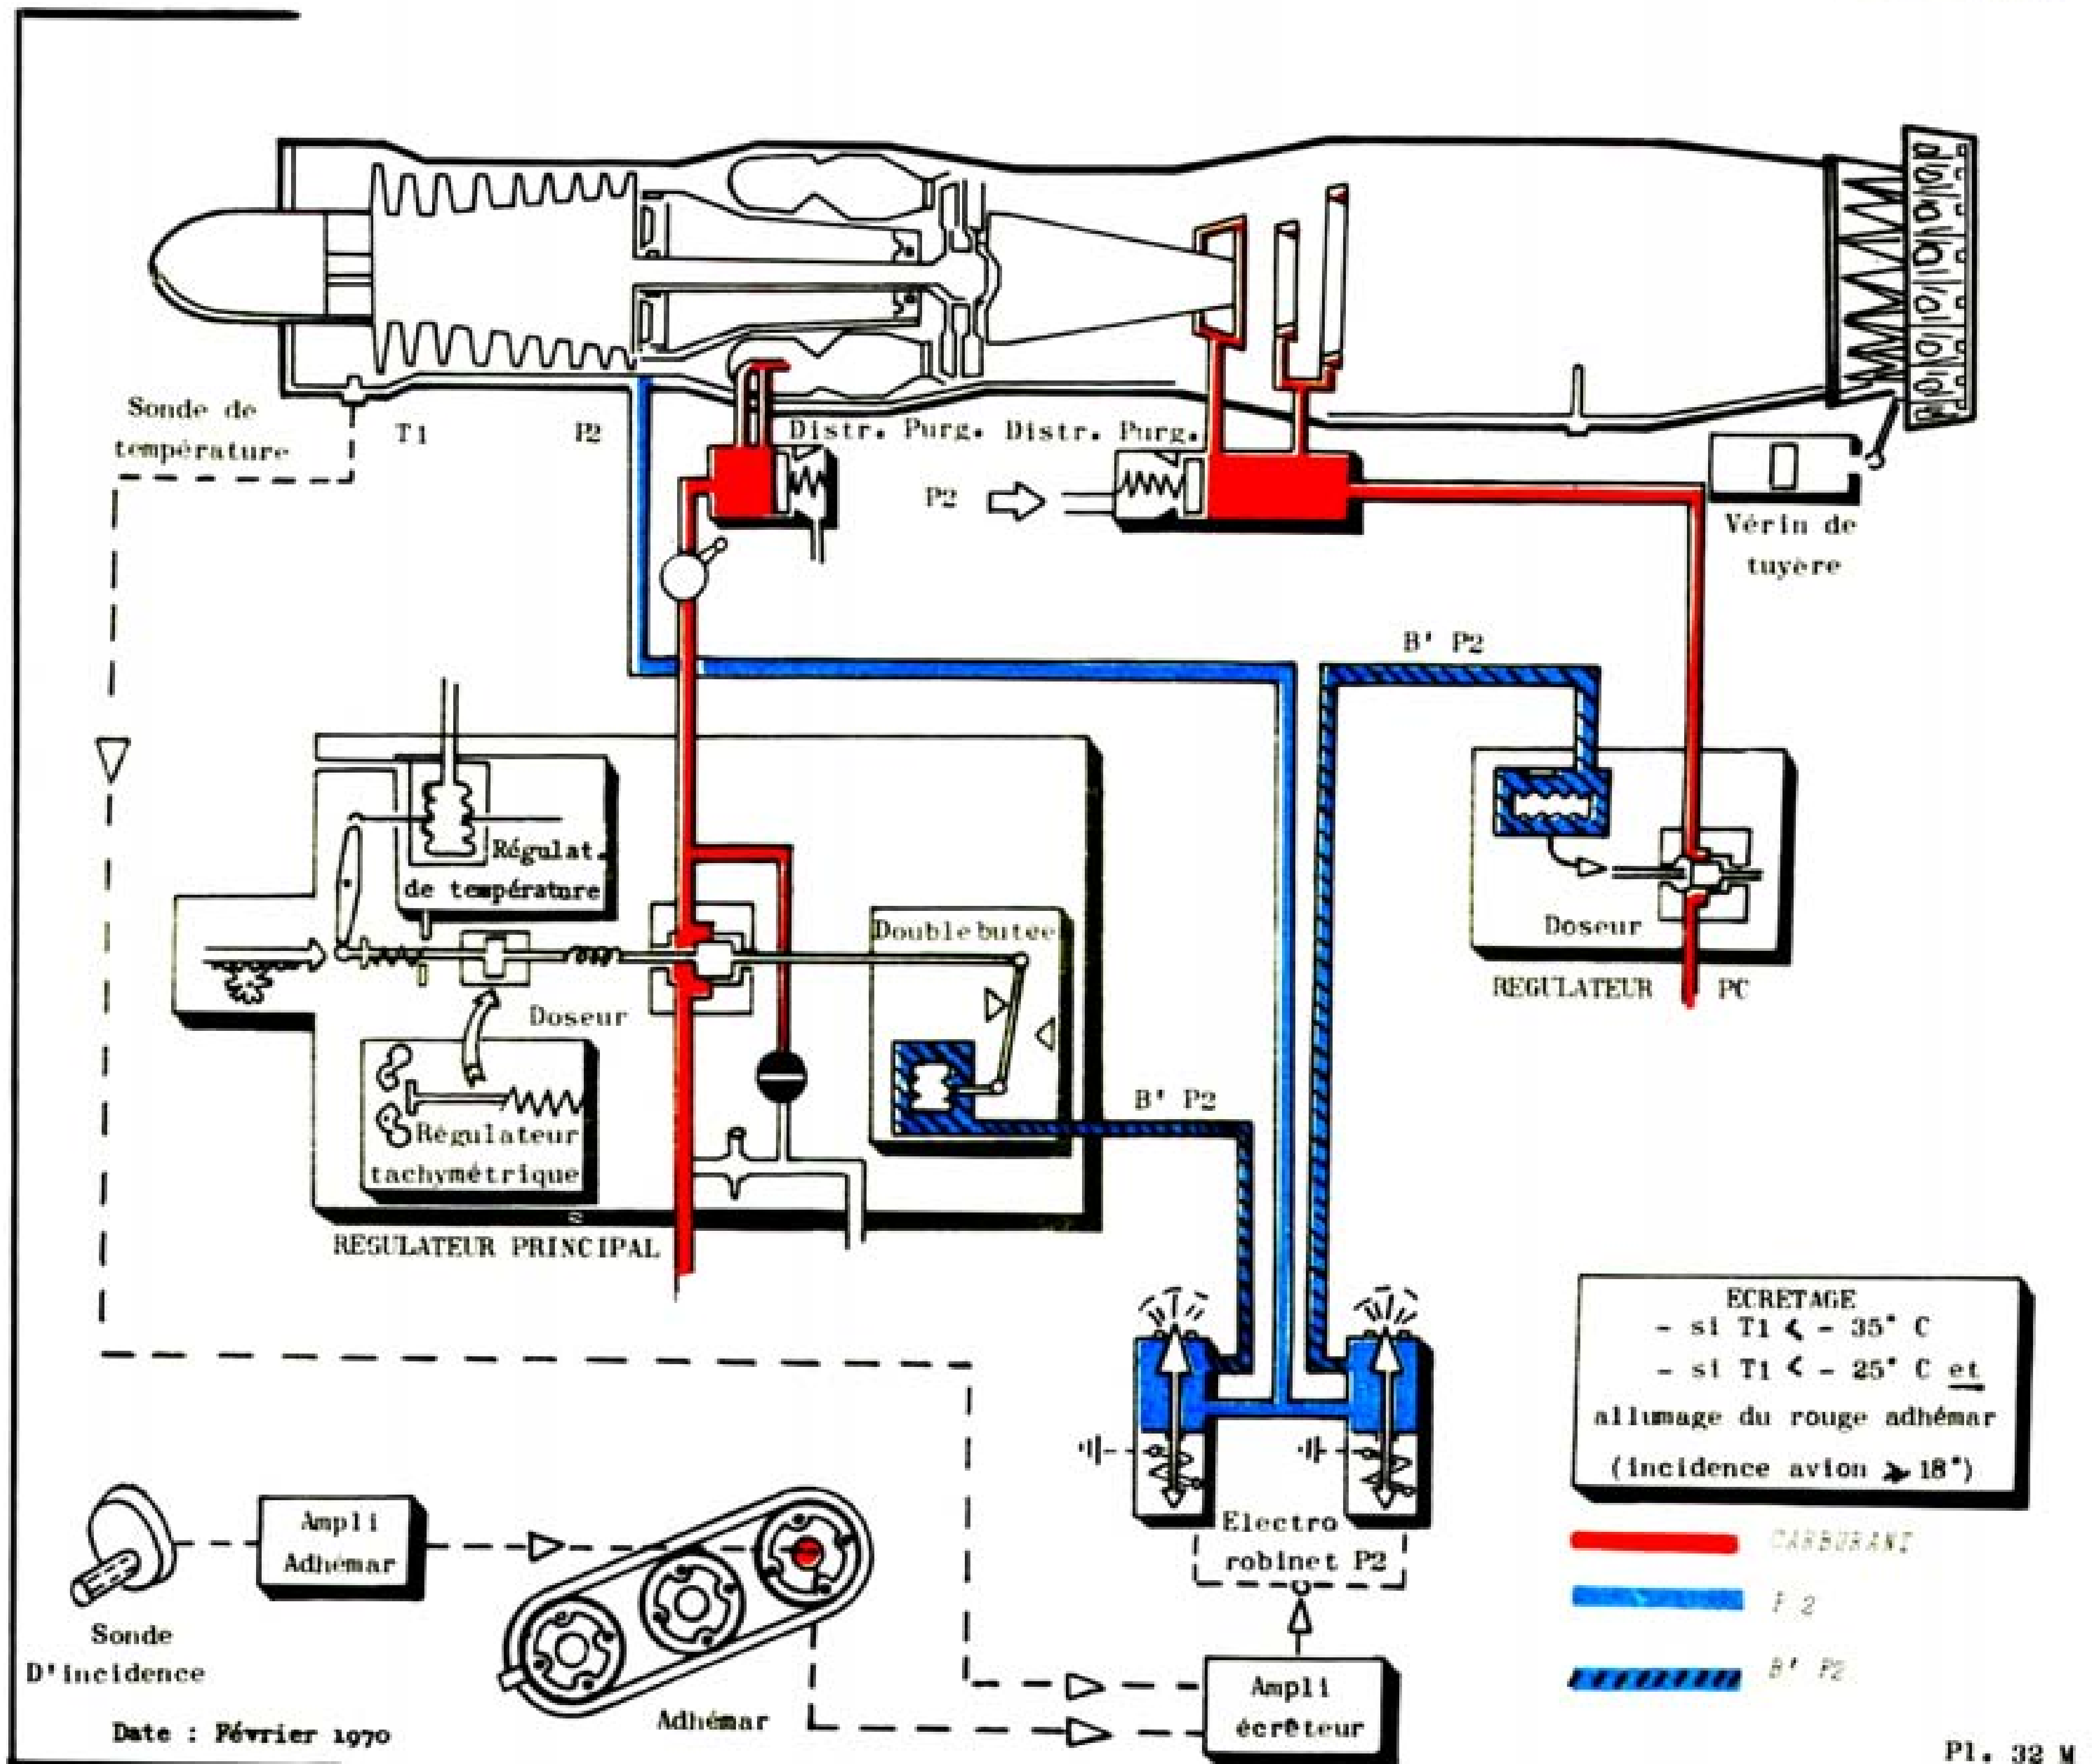 Sonde de
température
T1
P2
Distr. Purg.
Distr. Purg.
P2
Vérin de
tuyère
B' P2
Régulat.
de température
Double butée
Doseur
Régulateur
tachymétrique
REGULATEUR PRINCIPAL
B' P2
Doseur
REGULATEUR PC
ECRETAGE
- si T1 < - 35° C
- si T1 < - 25° C et
allumage du rouge adhémar
(incidence avion ⩾ 18°)
Electro
robinet P2
CARBURANT
P 2
B' P2
Ampli
Adhémar
Sonde
D'incidence
Adhémar
Ampli
écrêteur
Date : Février 1970
Pl. 32 M